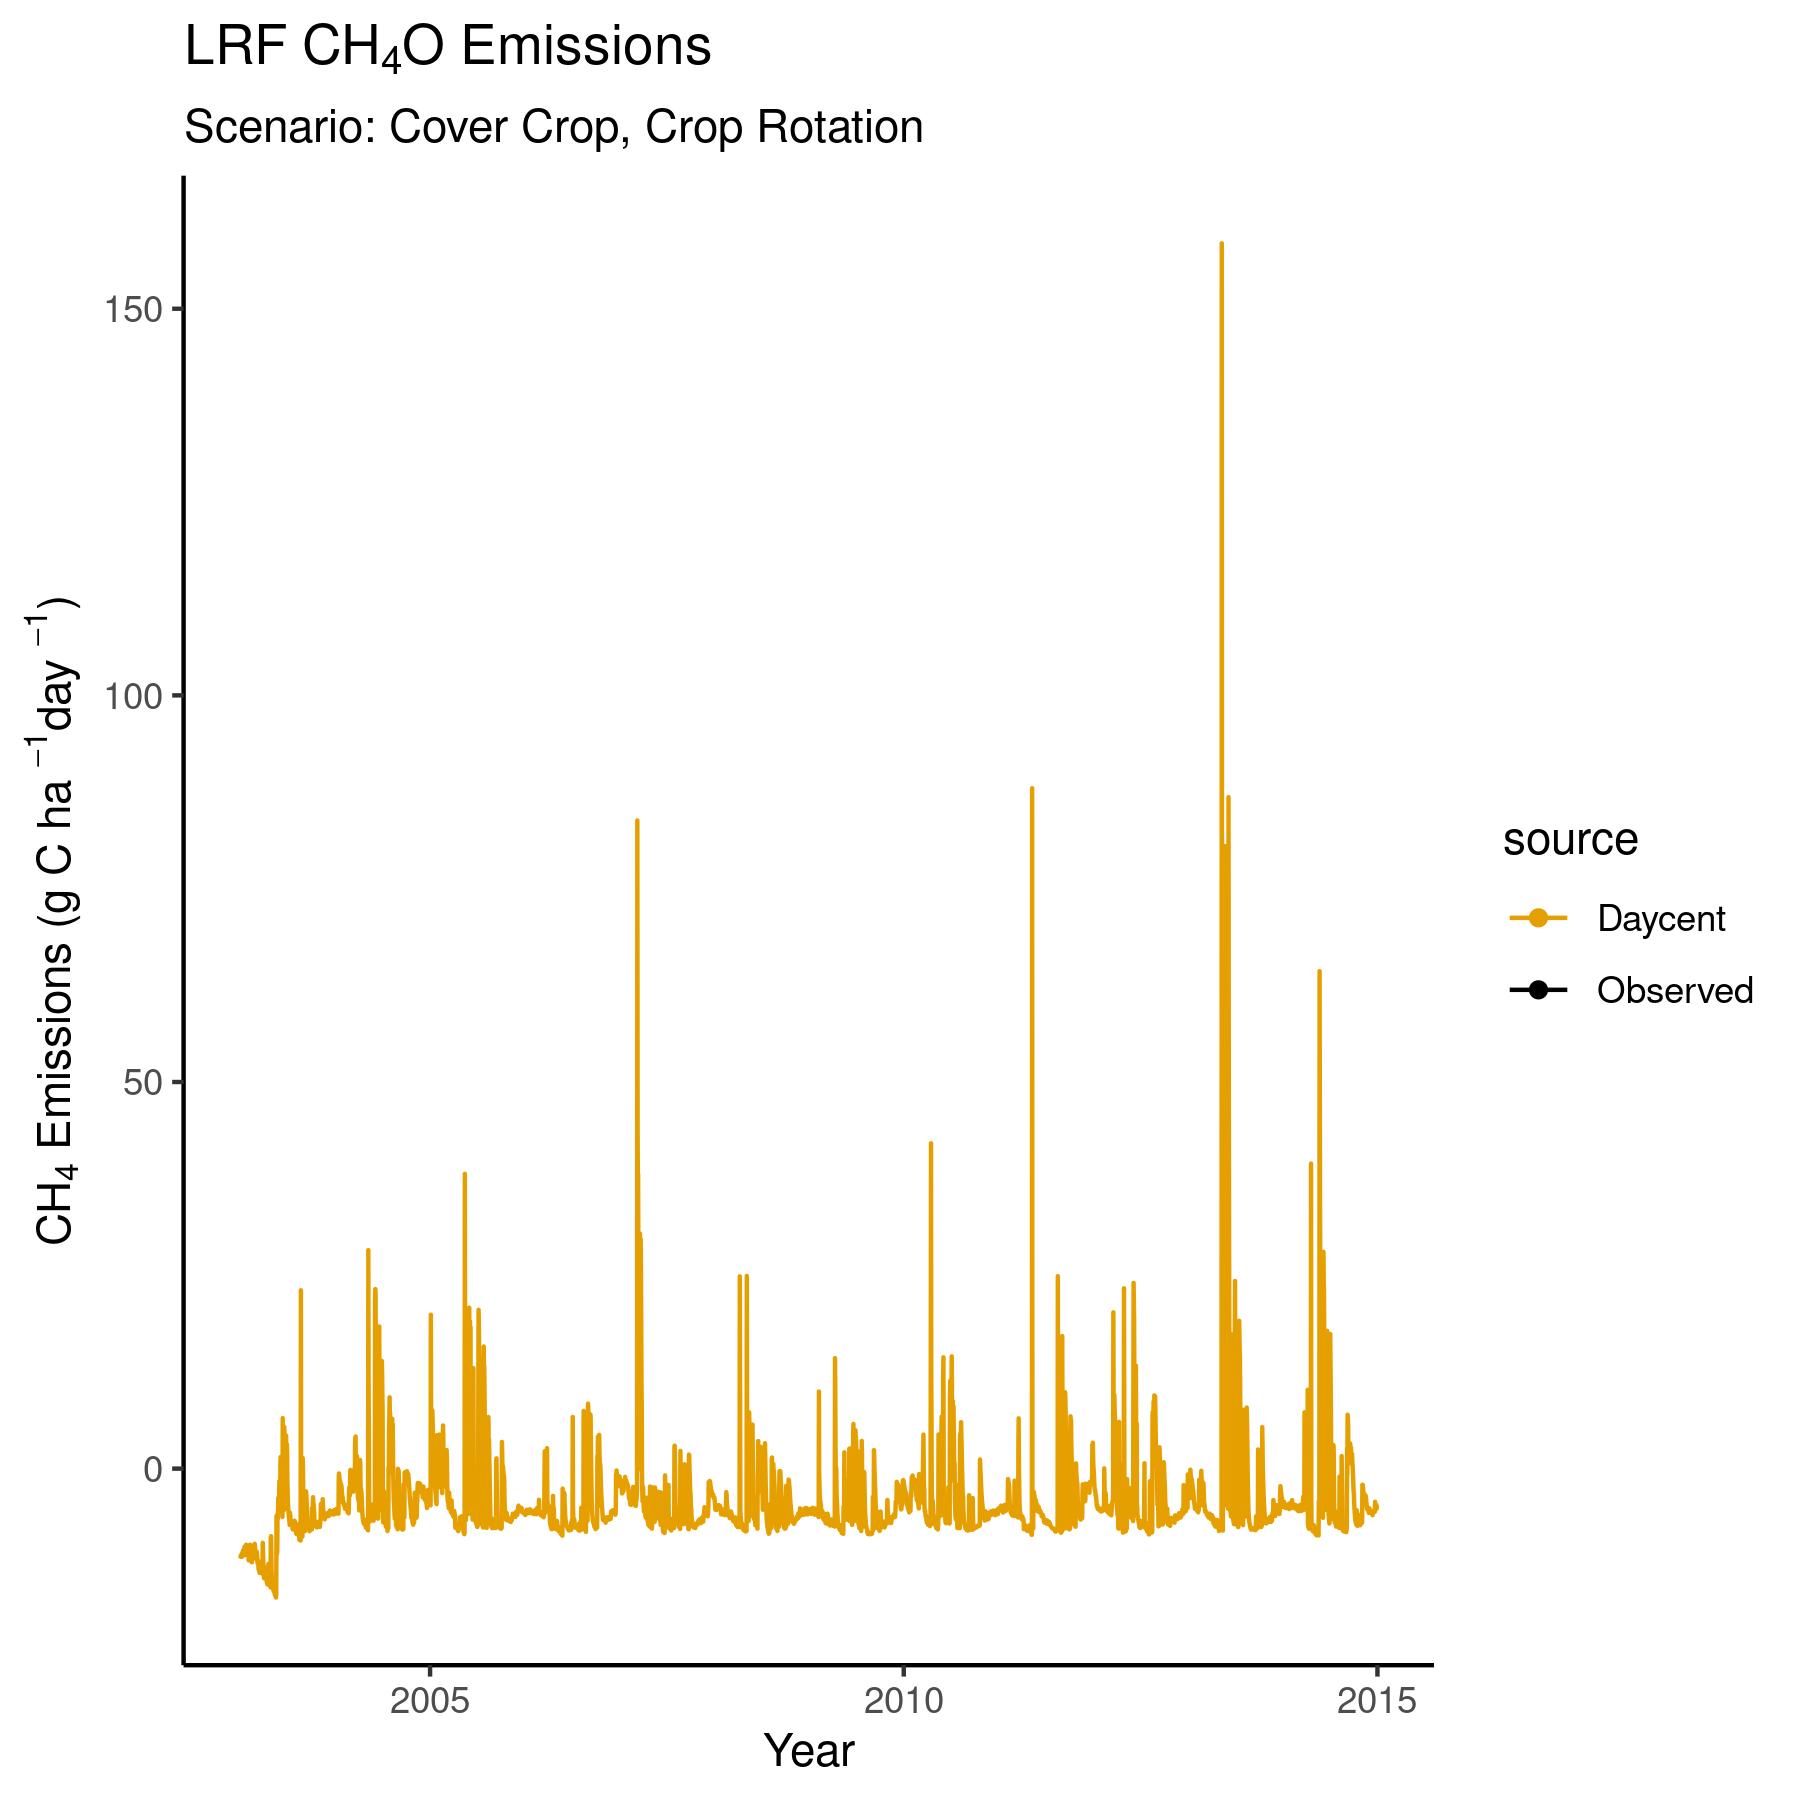 LRF CH₄O Emissions
Scenario: Cover Crop, Crop Rotation
CH₄ Emissions (g C ha ⁻¹day ⁻¹)
150
100
50
0
2005 2010 2015
Year
source
Daycent
Observed